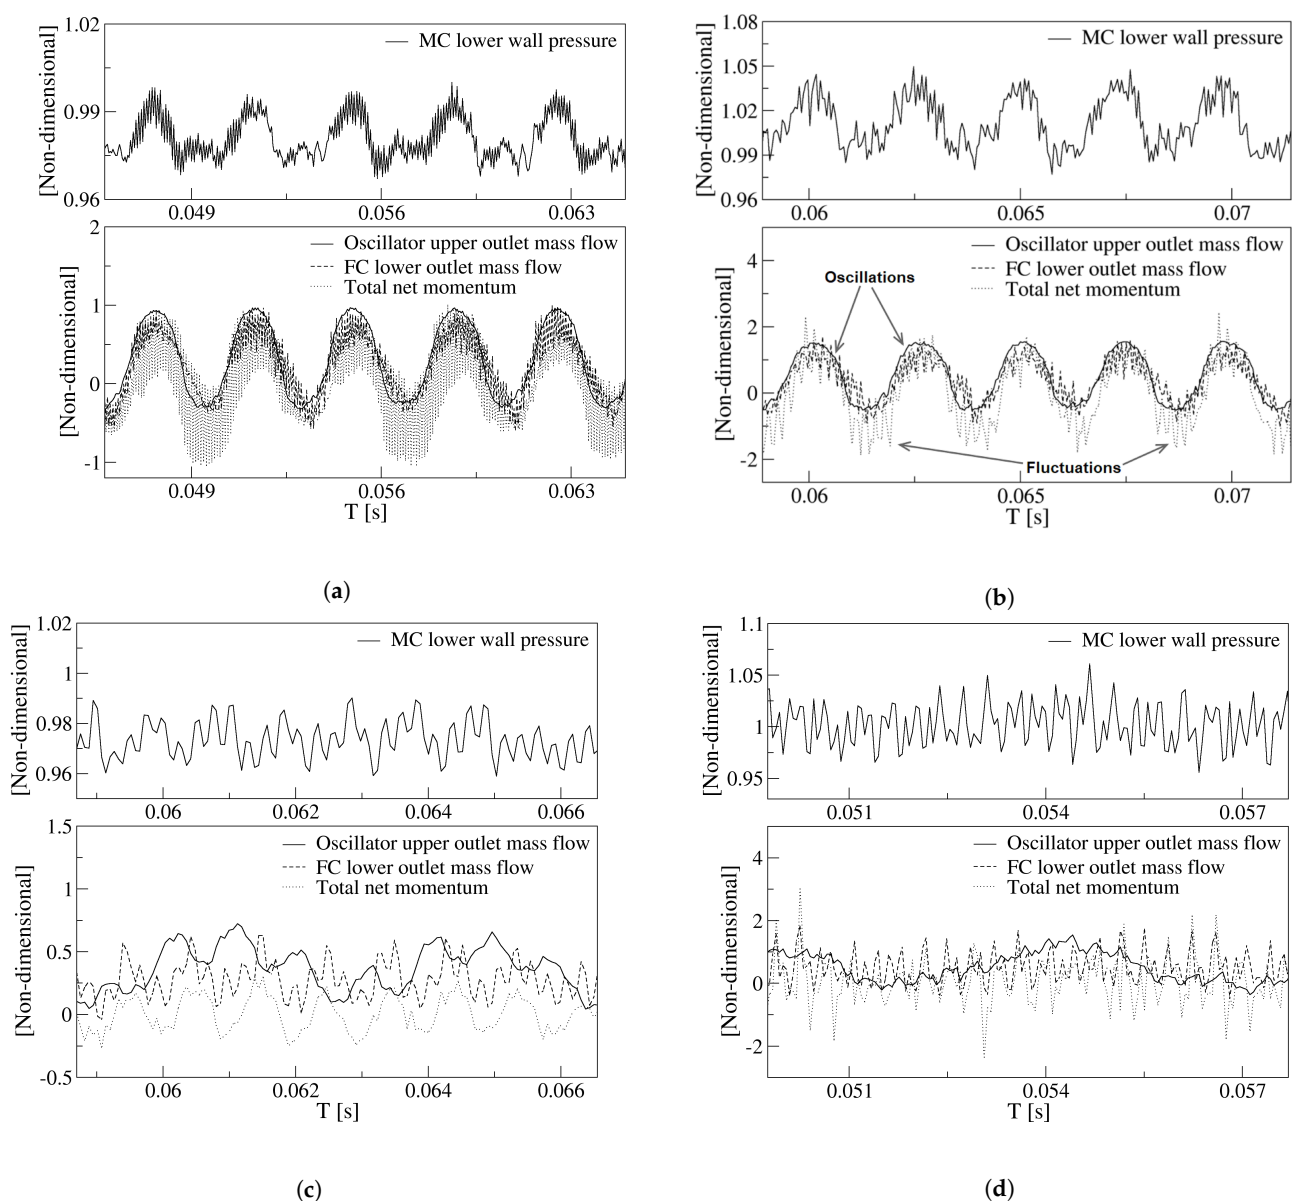 1.02
0.99
0.96
[Non-dimensional]
MC lower wall pressure
0.049
0.056
0.063
2
1
0
-1
[Non-dimensional]
Oscillator upper outlet mass flow
FC lower outlet mass flow
Total net momentum
0.049
0.056
0.063
T [s]
(a)
1.08
1.05
1.02
0.99
0.96
[Non-dimensional]
MC lower wall pressure
0.06
0.065
0.07
4
2
0
-2
[Non-dimensional]
Oscillator upper outlet mass flow
FC lower outlet mass flow
Total net momentum
Oscillations
Fluctuations
0.06
0.065
0.07
T [s]
(b)
1.02
1
0.98
0.96
[Non-dimensional]
MC lower wall pressure
0.06
0.062
0.064
0.066
1.5
1
0.5
0
-0.5
[Non-dimensional]
Oscillator upper outlet mass flow
FC lower outlet mass flow
Total net momentum
0.06
0.062
0.064
0.066
T [s]
(c)
1.1
1.05
1
0.95
[Non-dimensional]
MC lower wall pressure
0.051
0.054
0.057
4
2
0
-2
[Non-dimensional]
Oscillator upper outlet mass flow
FC lower outlet mass flow
Total net momentum
0.051
0.054
0.057
T [s]
(d)